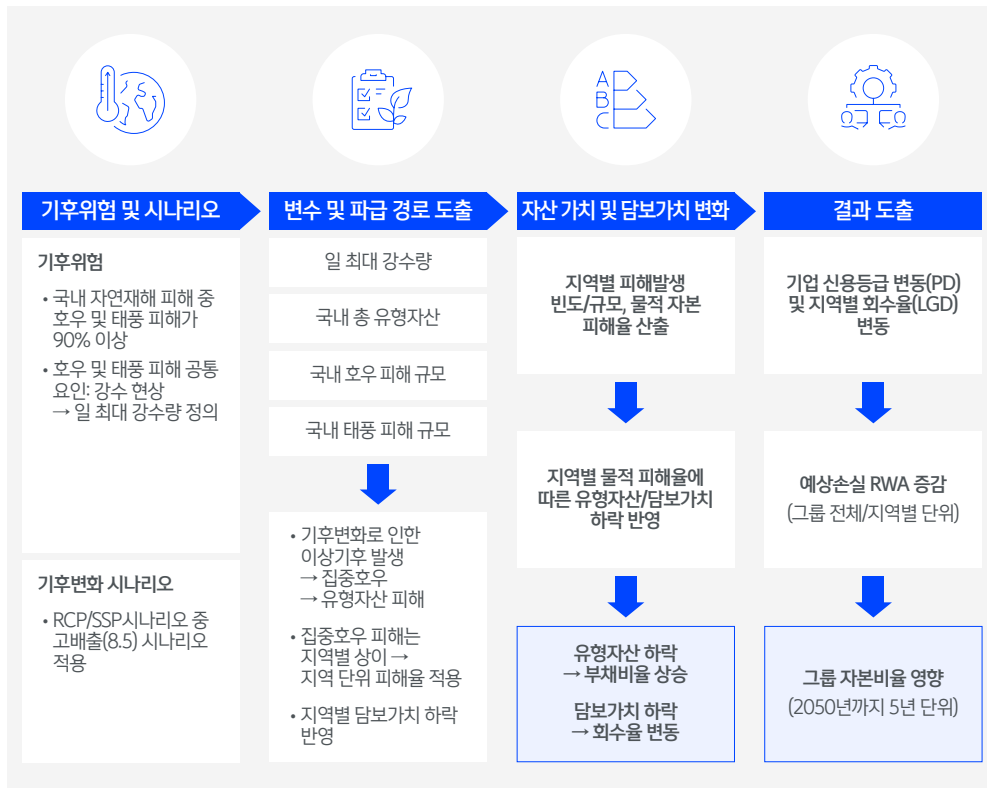 A
B
C
기후위험 및 시나리오
기후위험
• 국내 자연재해 피해 중
호우 및 태풍 피해가
90% 이상
• 호우 및 태풍 피해 공통
요인: 강수 현상
→ 일 최대 강수량 정의
기후변화 시나리오
• RCP/SSP시나리오 중
고배출(8.5) 시나리오
적용
변수 및 파급 경로 도출
일 최대 강수량
국내 총 유형자산
국내 호우 피해 규모
국내 태풍 피해 규모
• 기후변화로 인한
이상기후 발생
→ 집중호우
→ 유형자산 피해
• 집중호우 피해는
지역별 상이 →
지역 단위 피해율 적용
• 지역별 담보가치 하락
반영
자산 가치 및 담보가치 변화
지역별 피해발생
빈도/규모, 물적 자본
피해율 산출
지역별 물적 피해율에
따른 유형자산/담보가치
하락 반영
유형자산 하락
→ 부채비율 상승
담보가치 하락
→ 회수율 변동
결과 도출
기업 신용등급 변동(PD)
및 지역별 회수율(LGD)
변동
예상손실 RWA 증감
(그룹 전체/지역별 단위)
그룹 자본비율 영향
(2050년까지 5년 단위)